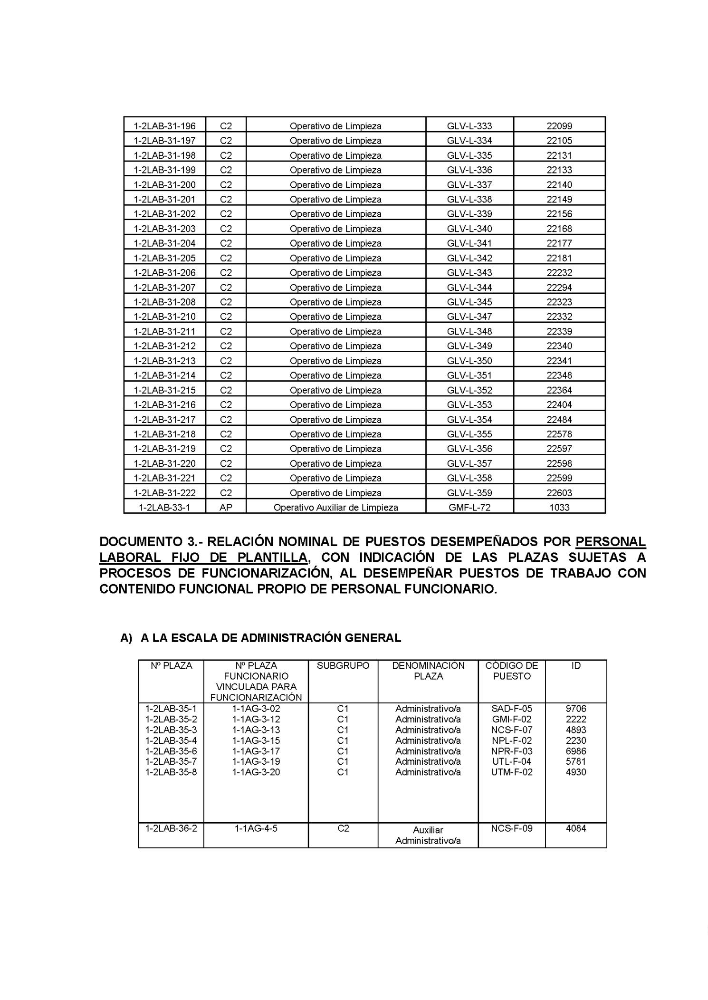 1-2LAB-31-196 C2 Operativo de Limpieza GLV-L-333 22099
1-2LAB-31-197 C2 Operativo de Limpieza GLV-L-334 22105
1-2LAB-31-198 C2 Operativo de Limpieza GLV-L-335 22131
1-2LAB-31-199 C2 Operativo de Limpieza GLV-L-336 22133
1-2LAB-31-200 C2 Operativo de Limpieza GLV-L-337 22140
1-2LAB-31-201 C2 Operativo de Limpieza GLV-L-338 22149
1-2LAB-31-202 C2 Operativo de Limpieza GLV-L-339 22156
1-2LAB-31-203 C2 Operativo de Limpieza GLV-L-340 22168
1-2LAB-31-204 C2 Operativo de Limpieza GLV-L-341 22177
1-2LAB-31-205 C2 Operativo de Limpieza GLV-L-342 22181
1-2LAB-31-206 C2 Operativo de Limpieza GLV-L-343 22232
1-2LAB-31-207 C2 Operativo de Limpieza GLV-L-344 22294
1-2LAB-31-208 C2 Operativo de Limpieza GLV-L-345 22323
1-2LAB-31-210 C2 Operativo de Limpieza GLV-L-347 22332
1-2LAB-31-211 C2 Operativo de Limpieza GLV-L-348 22339
1-2LAB-31-212 C2 Operativo de Limpieza GLV-L-349 22340
1-2LAB-31-213 C2 Operativo de Limpieza GLV-L-350 22341
1-2LAB-31-214 C2 Operativo de Limpieza GLV-L-351 22348
1-2LAB-31-215 C2 Operativo de Limpieza GLV-L-352 22364
1-2LAB-31-216 C2 Operativo de Limpieza GLV-L-353 22404
1-2LAB-31-217 C2 Operativo de Limpieza GLV-L-354 22484
1-2LAB-31-218 C2 Operativo de Limpieza GLV-L-355 22578
1-2LAB-31-219 C2 Operativo de Limpieza GLV-L-356 22597
1-2LAB-31-220 C2 Operativo de Limpieza GLV-L-357 22598
1-2LAB-31-221 C2 Operativo de Limpieza GLV-L-358 22599
1-2LAB-31-222 C2 Operativo de Limpieza GLV-L-359 22603
1-2LAB-33-1 AP Operativo Auxiliar de Limpieza GMF-L-72 1033
DOCUMENTO 3.- RELACIÓN NOMINAL DE PUESTOS DESEMPEÑADOS POR PERSONAL
LABORAL FIJO DE PLANTILLA, CON INDICACIÓN DE LAS PLAZAS SUJETAS A
PROCESOS DE FUNCIONARIZACIÓN, AL DESEMPEÑAR PUESTOS DE TRABAJO CON
CONTENIDO FUNCIONAL PROPIO DE PERSONAL FUNCIONARIO.
A) A LA ESCALA DE ADMINISTRACIÓN GENERAL
Nº PLAZA Nº PLAZA SUBGRUPO DENOMINACIÓN CÓDIGO DE ID
FUNCIONARIO PLAZA PUESTO
VINCULADA PARA
FUNCIONARIZACIÓN
1-2LAB-35-1 1-1AG-3-02 C1 Administrativo/a SAD-F-05 9706
1-2LAB-35-2 1-1AG-3-12 C1 Administrativo/a GMI-F-02 2222
1-2LAB-35-3 1-1AG-3-13 C1 Administrativo/a NCS-F-07 4893
1-2LAB-35-4 1-1AG-3-15 C1 Administrativo/a NPL-F-02 2230
1-2LAB-35-6 1-1AG-3-17 C1 Administrativo/a NPR-F-03 6986
1-2LAB-35-7 1-1AG-3-19 C1 Administrativo/a UTL-F-04 5781
1-2LAB-35-8 1-1AG-3-20 C1 Administrativo/a UTM-F-02 4930
1-2LAB-36-2 1-1AG-4-5 C2 Auxiliar NCS-F-09 4084
Administrativo/a